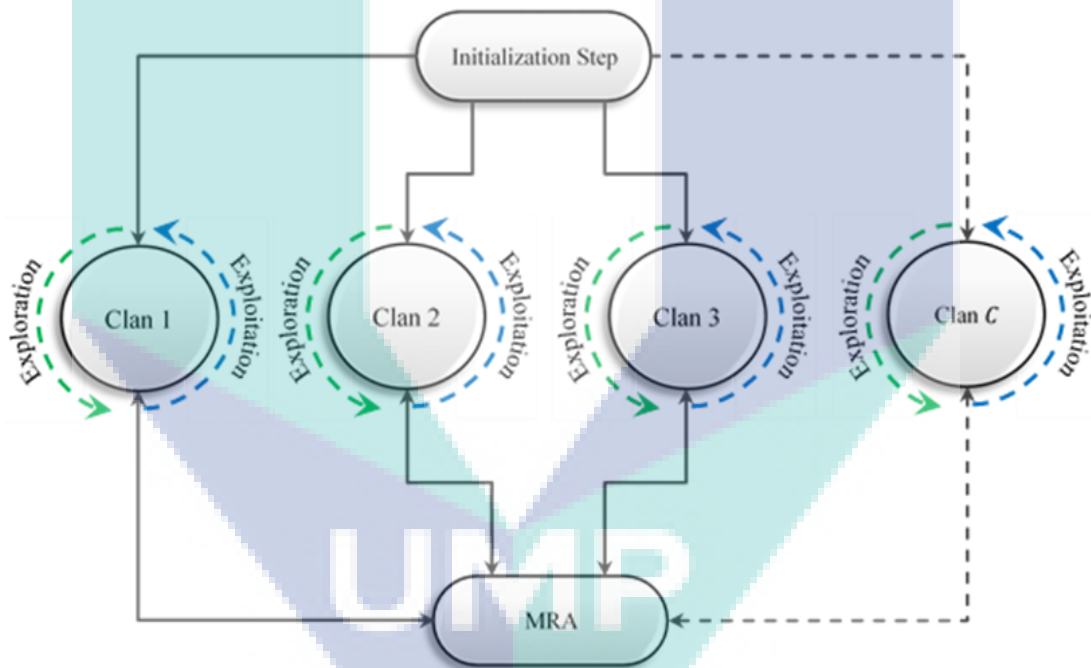 Initialization Step
Exploration
Clan 1
Exploitation
Exploration
Clan 2
Exploitation
Exploration
Clan 3
Exploitation
Exploration
Clan C
Exploitation
UMP
MRA